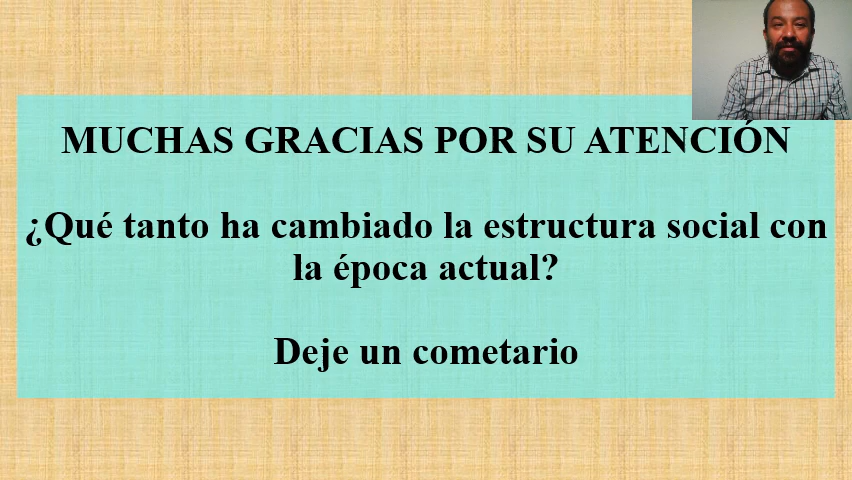 MUCHAS GRACIAS POR SU ATENCIÓN
¿Qué tanto ha cambiado la estructura social con
la época actual?
Deje un cometario